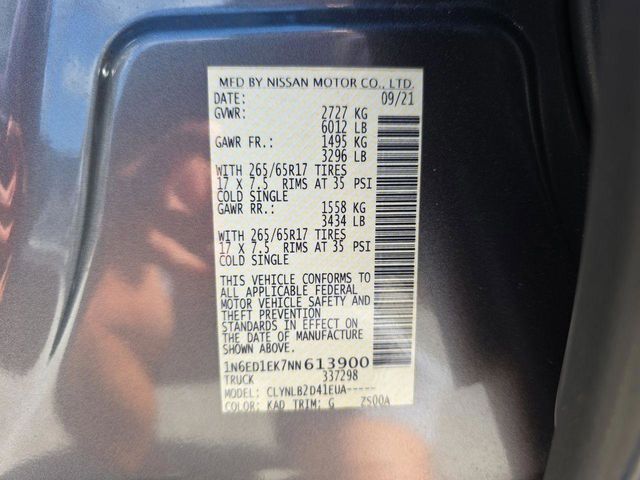 MFD BY NISSAN MOTOR CO., LTD.
DATE: 09/21
GVWR: 2727 KG
6012 LB
GAWR FR.: 1495 KG
3296 LB
WITH 265/65R17 TIRES
17 X 7.5 RIMS AT 35 PSI
COLD SINGLE
GAWR RR.: 1558 KG
3434 LB
WITH 265/65R17 TIRES
17 X 7.5 RIMS AT 35 PSI
COLD SINGLE
THIS VEHICLE CONFORMS TO
ALL APPLICABLE FEDERAL
MOTOR VEHICLE SAFETY AND
THEFT PREVENTION
STANDARDS IN EFFECT ON
THE DATE OF MANUFACTURE
SHOWN ABOVE.
1N6ED1EK7NN613900
TRUCK 337298
MODEL: CLYNLB2D41EUA-----
COLOR: KAD TRIM: G ZS00A